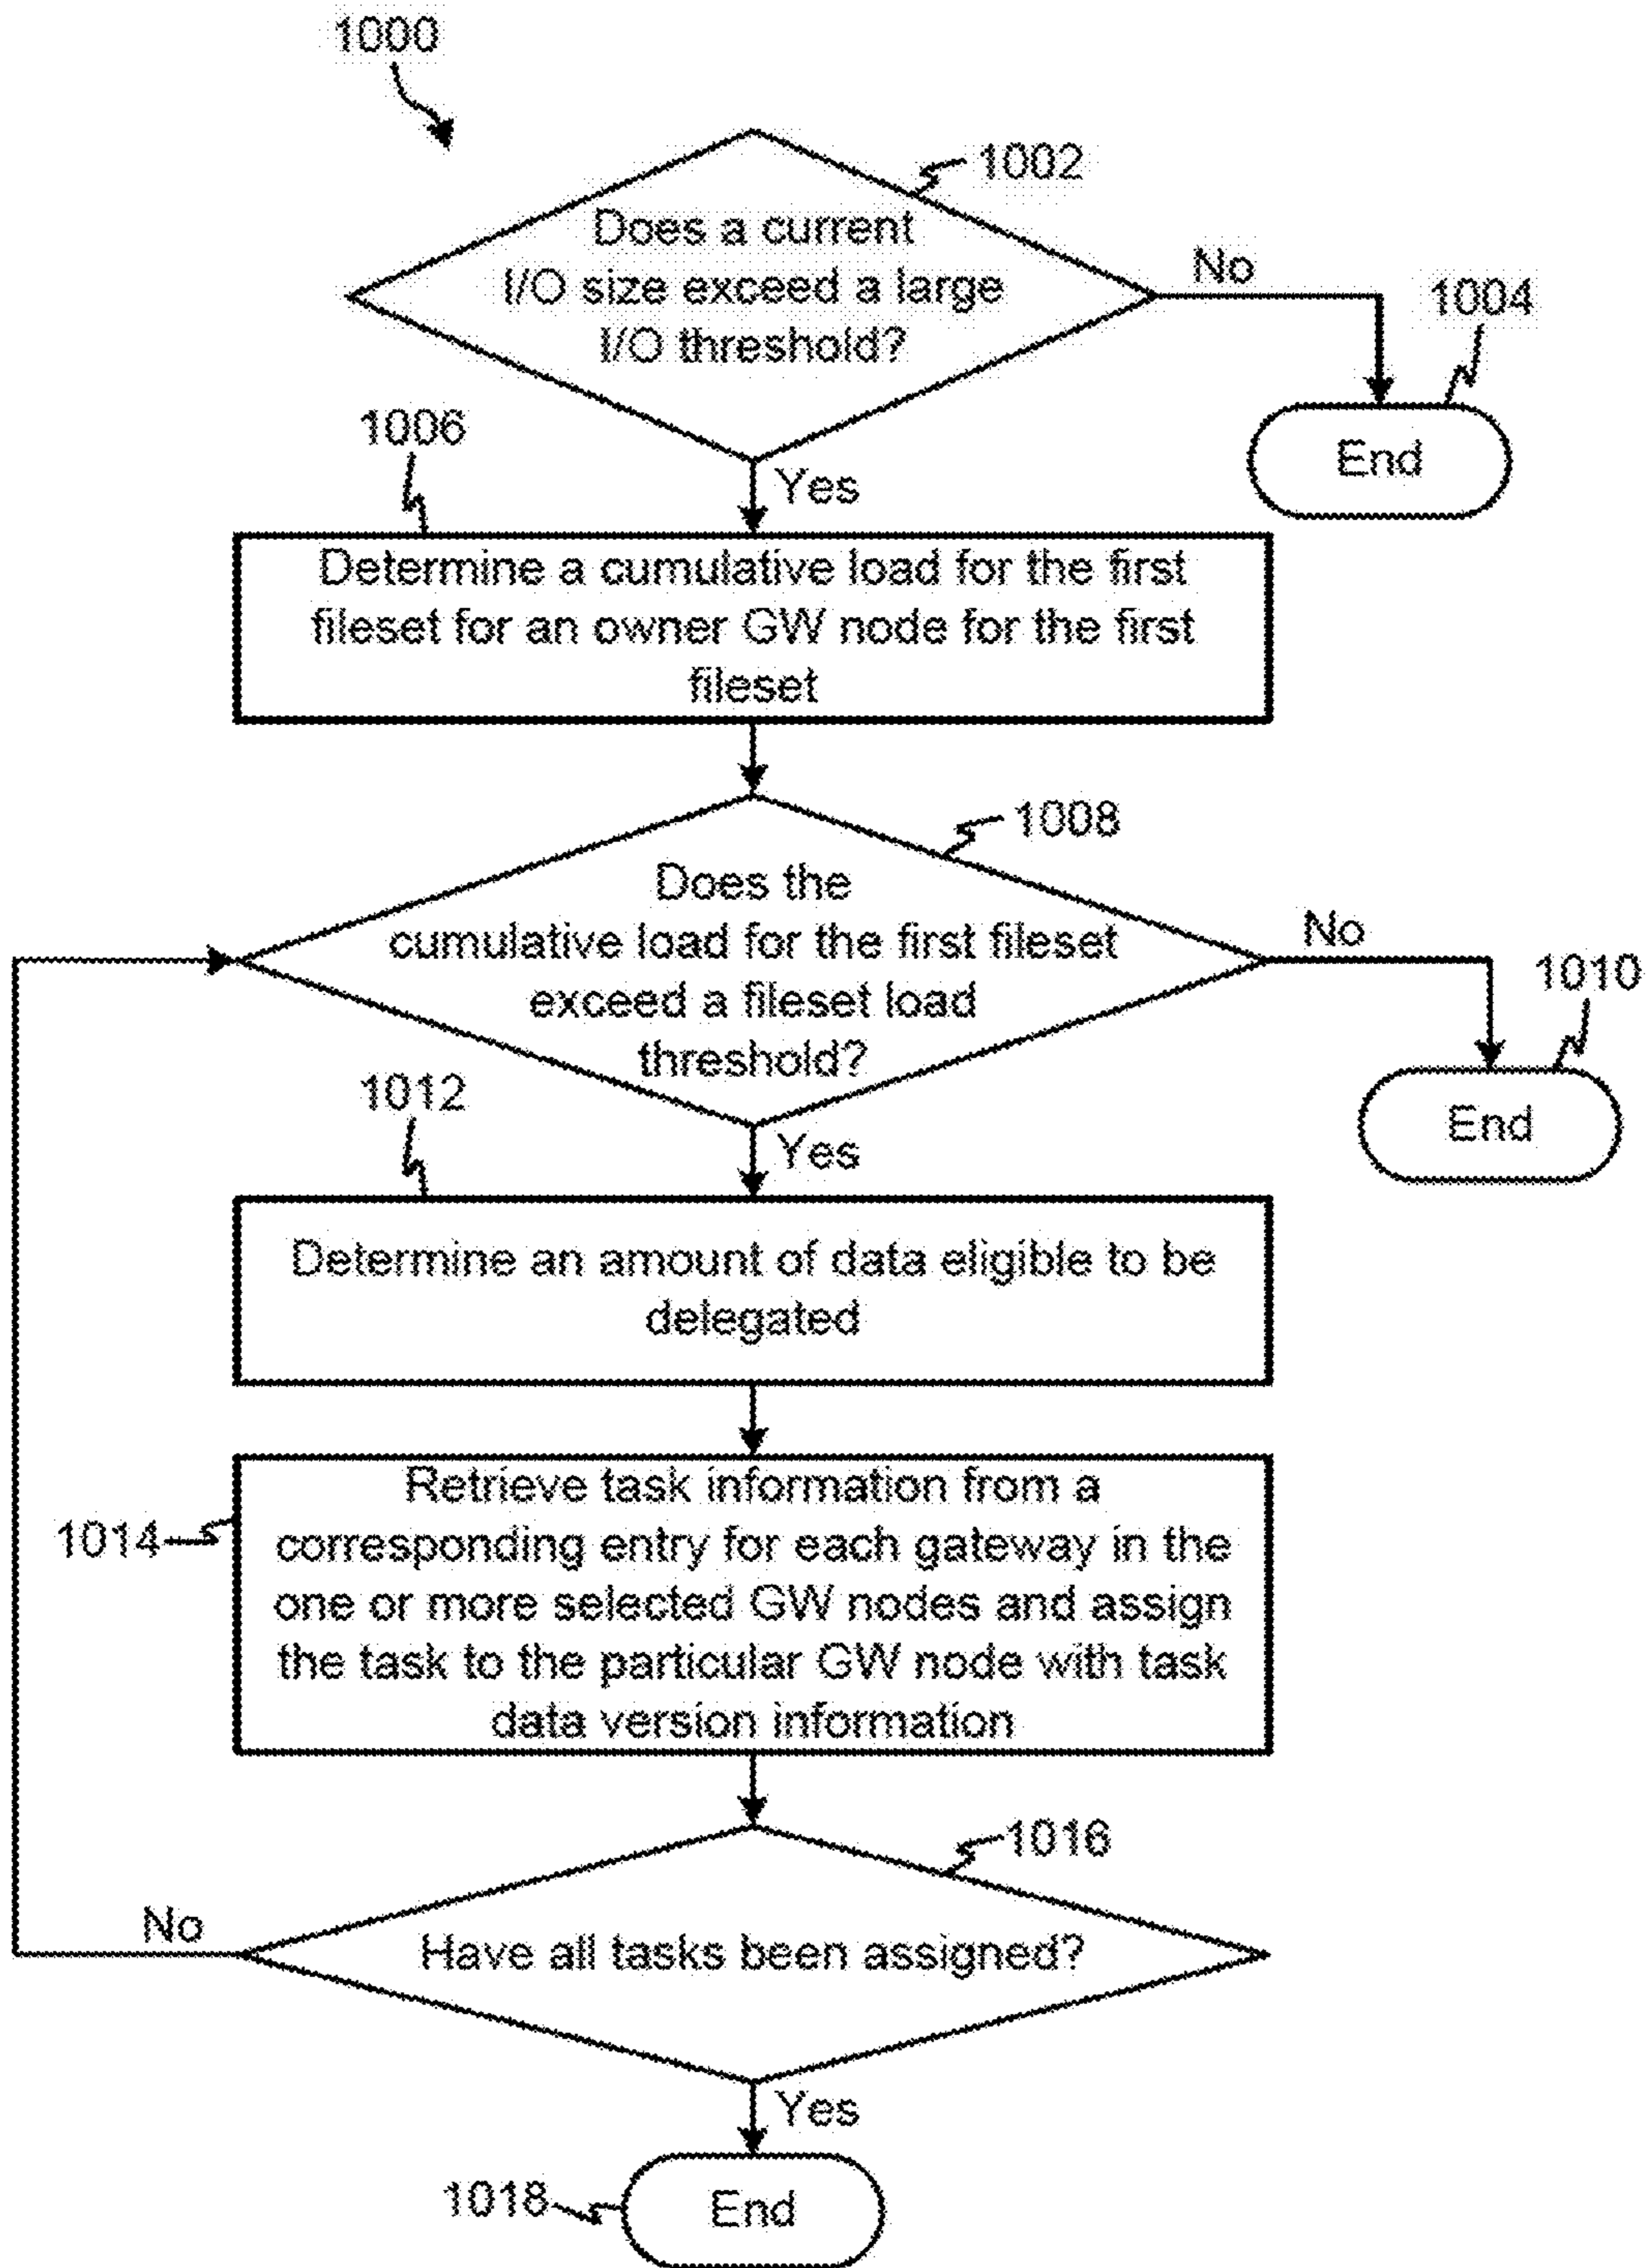 1000
1002
Does a current
I/O size exceed a large
I/O threshold?
No
1004
End
1006
Yes
Determine a cumulative load for the first
fileset for an owner GW node for the first
fileset
1008
Does the
cumulative load for the first fileset
exceed a fileset load
threshold?
No
1010
End
1012
Yes
Determine an amount of data eligible to be
delegated
Retrieve task information from a
1014
corresponding entry for each gateway in the
one or more selected GW nodes and assign
the task to the particular GW node with task
data version information
1016
No
Have all tasks been assigned?
Yes
1018
End